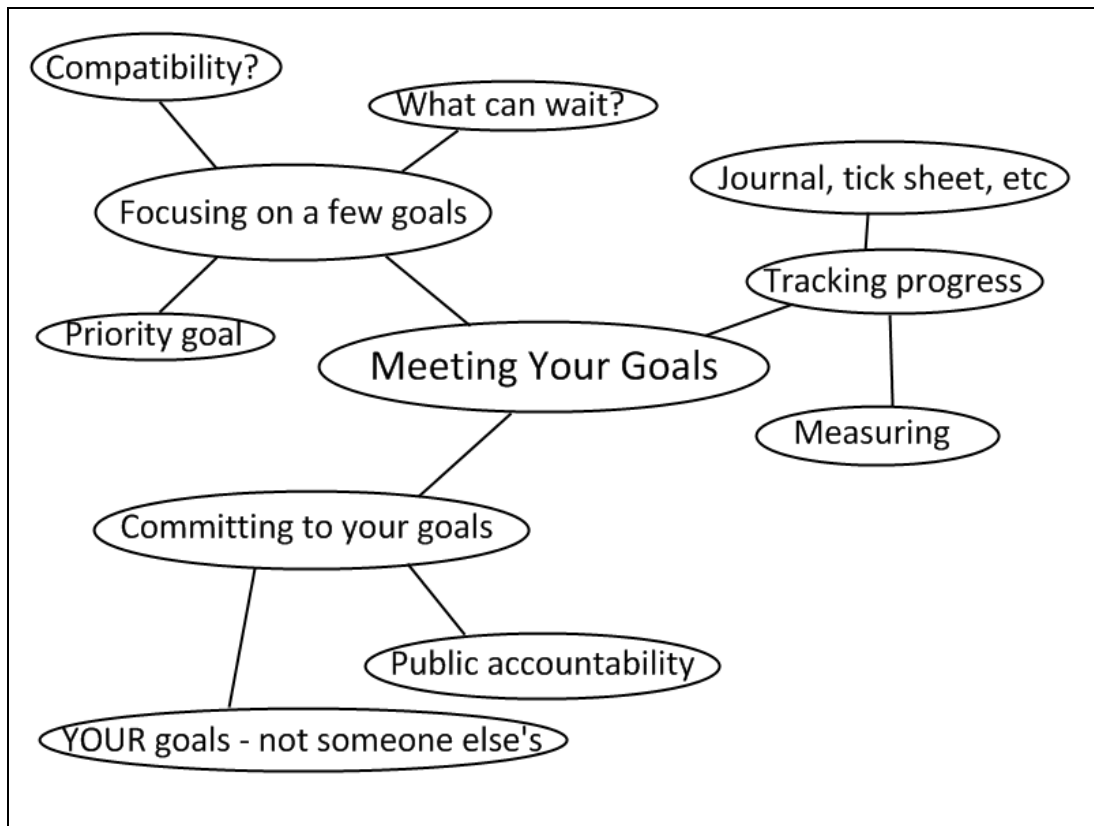 Compatibility?
What can wait?
Focusing on a few goals
Priority goal
Journal, tick sheet, etc
Tracking progress
Meeting Your Goals
Measuring
Committing to your goals
Public accountability
YOUR goals - not someone else's